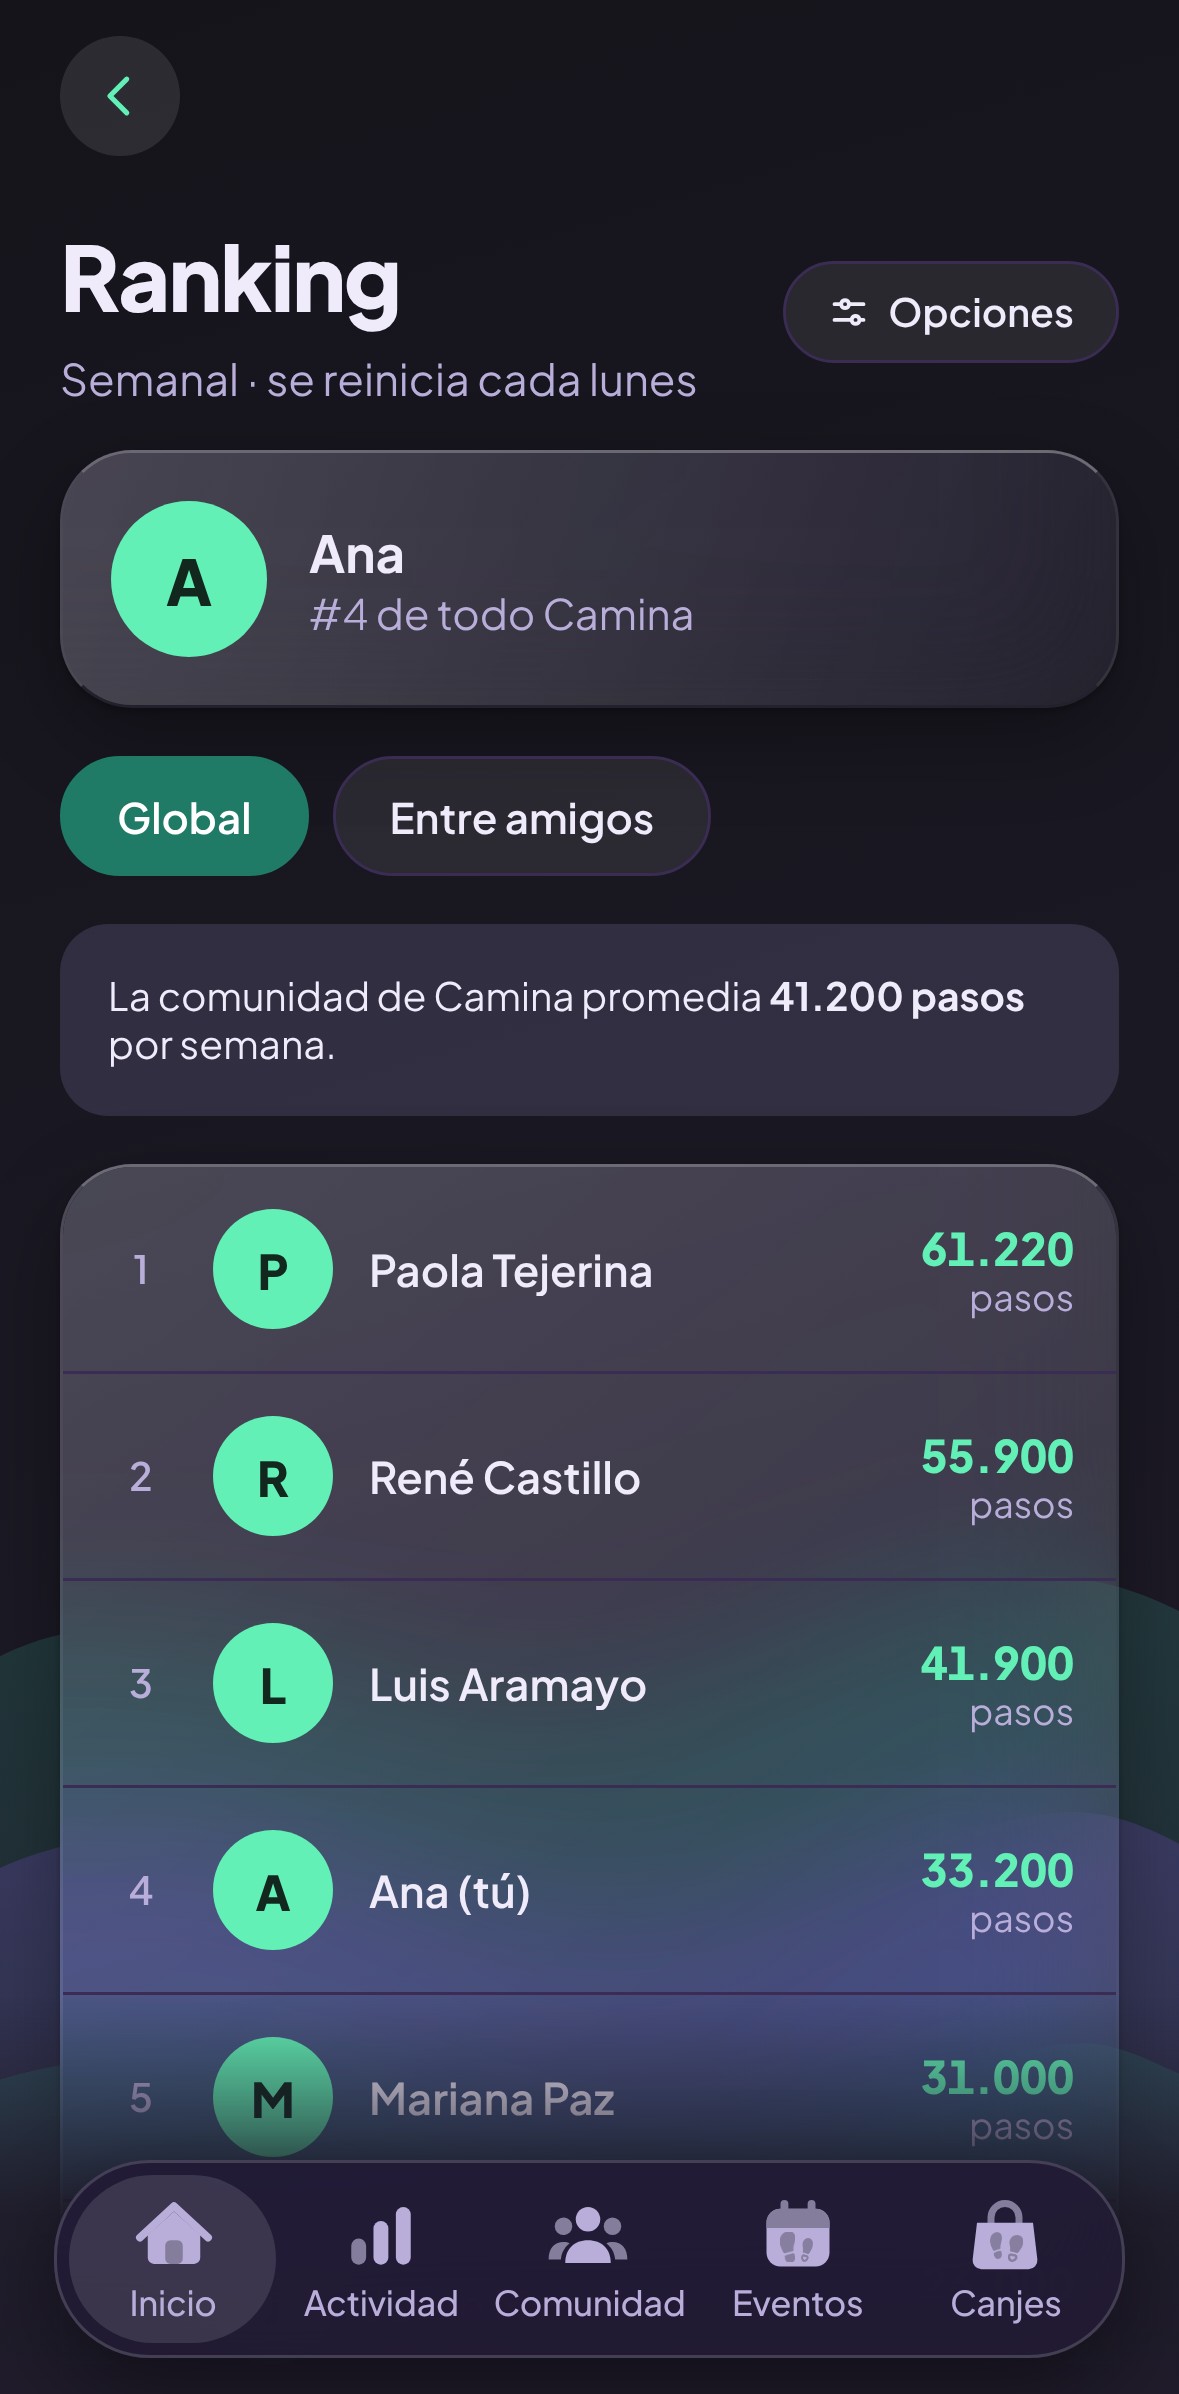 Ranking
Opciones
Semanal · se reinicia cada lunes
A
Ana
#4 de todo Camina
Global
Entre amigos
La comunidad de Camina promedia 41.200 pasos
por semana.
1
P
Paola Tejerina
61.220
pasos
2
R
René Castillo
55.900
pasos
3
L
Luis Aramayo
41.900
pasos
4
A
Ana (tú)
33.200
pasos
5
M
Mariana Paz
31.000
pasos
Inicio
Actividad
Comunidad
Eventos
Canjes